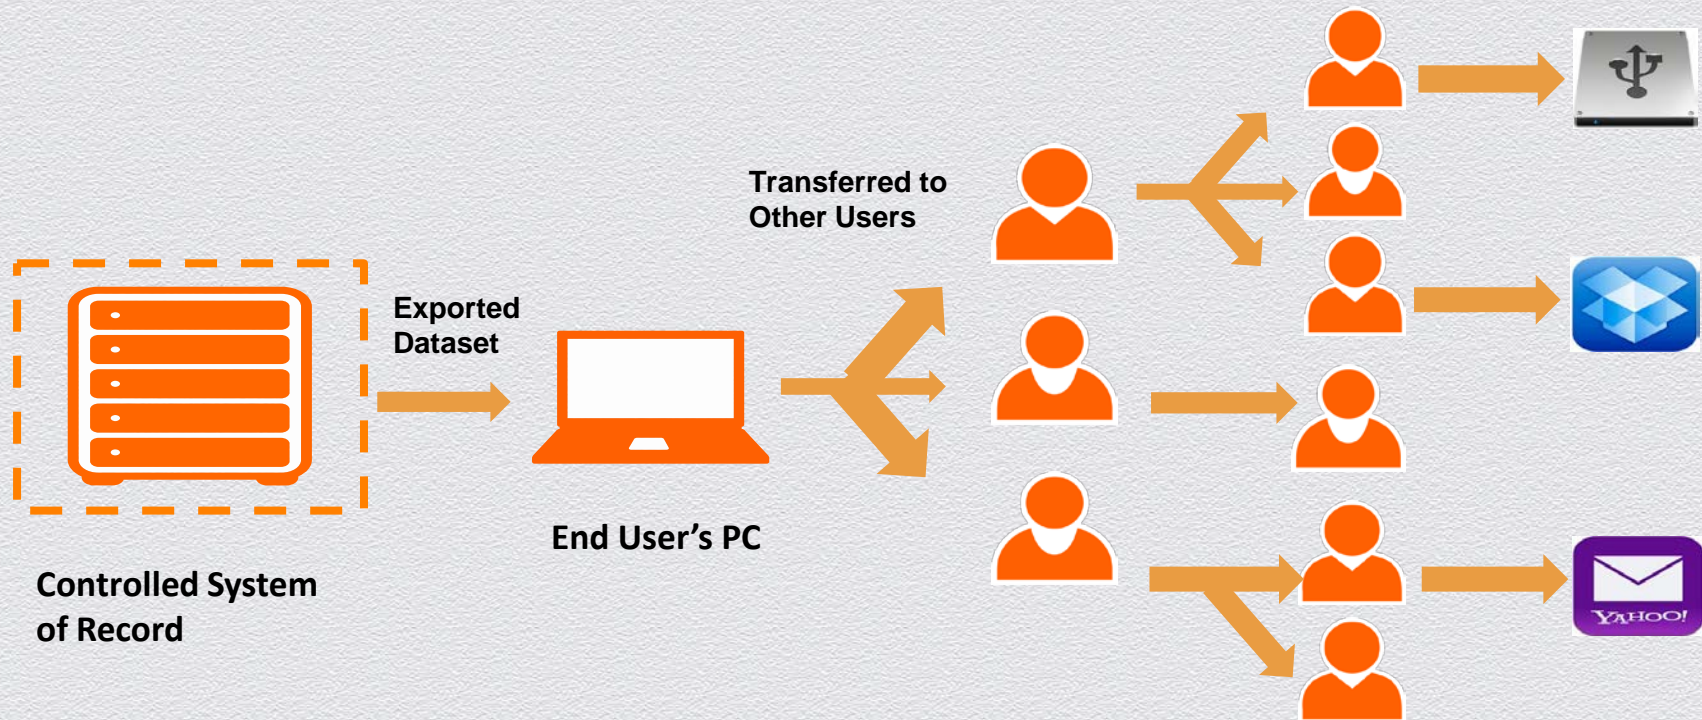 Transferred to
Other Users
Exported
Dataset
End User’s PC
Controlled System
of Record
YAHOO!